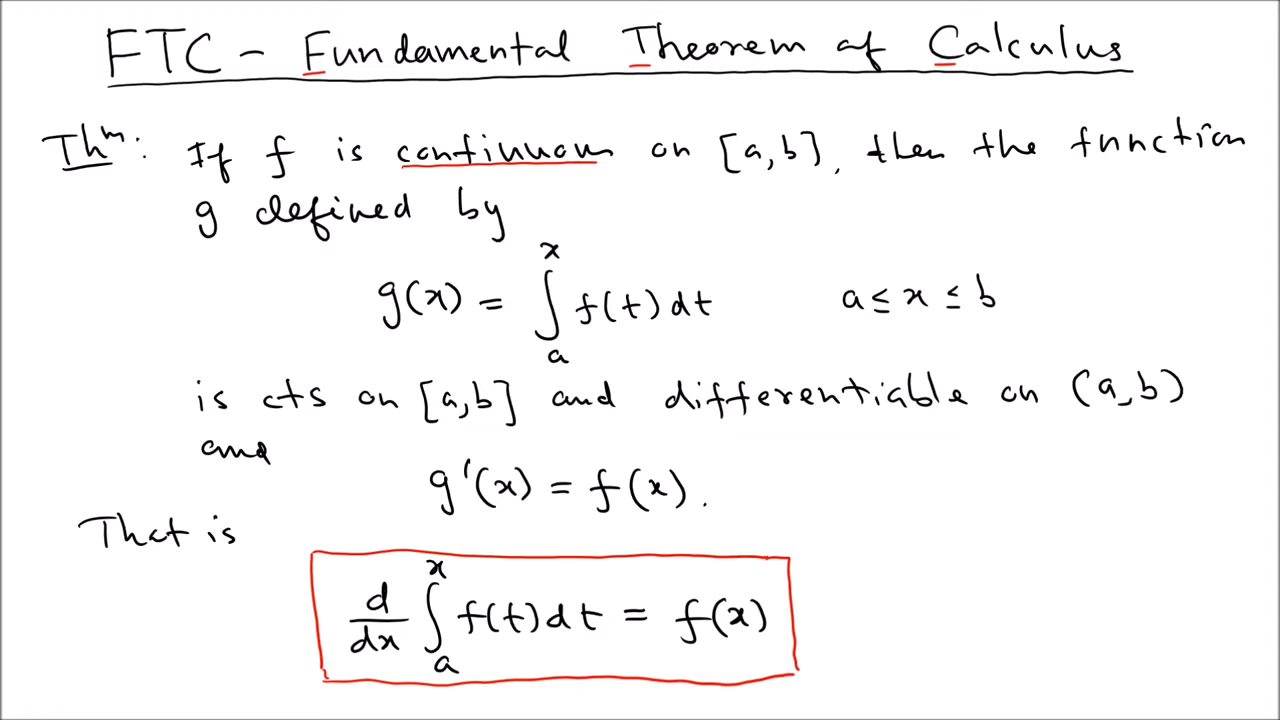 FTC - Fundamental Theorem of Calculus
Thᵐ: If f is continuous on [a,b], then the function
g defined by
g(x) = ∫ₐˣ f(t) dt a ≤ x ≤ b
is cts on [a,b] and differentiable on (a,b)
and
g'(x) = f(x).
That is
d/dx ∫ₐˣ f(t) dt = f(x)